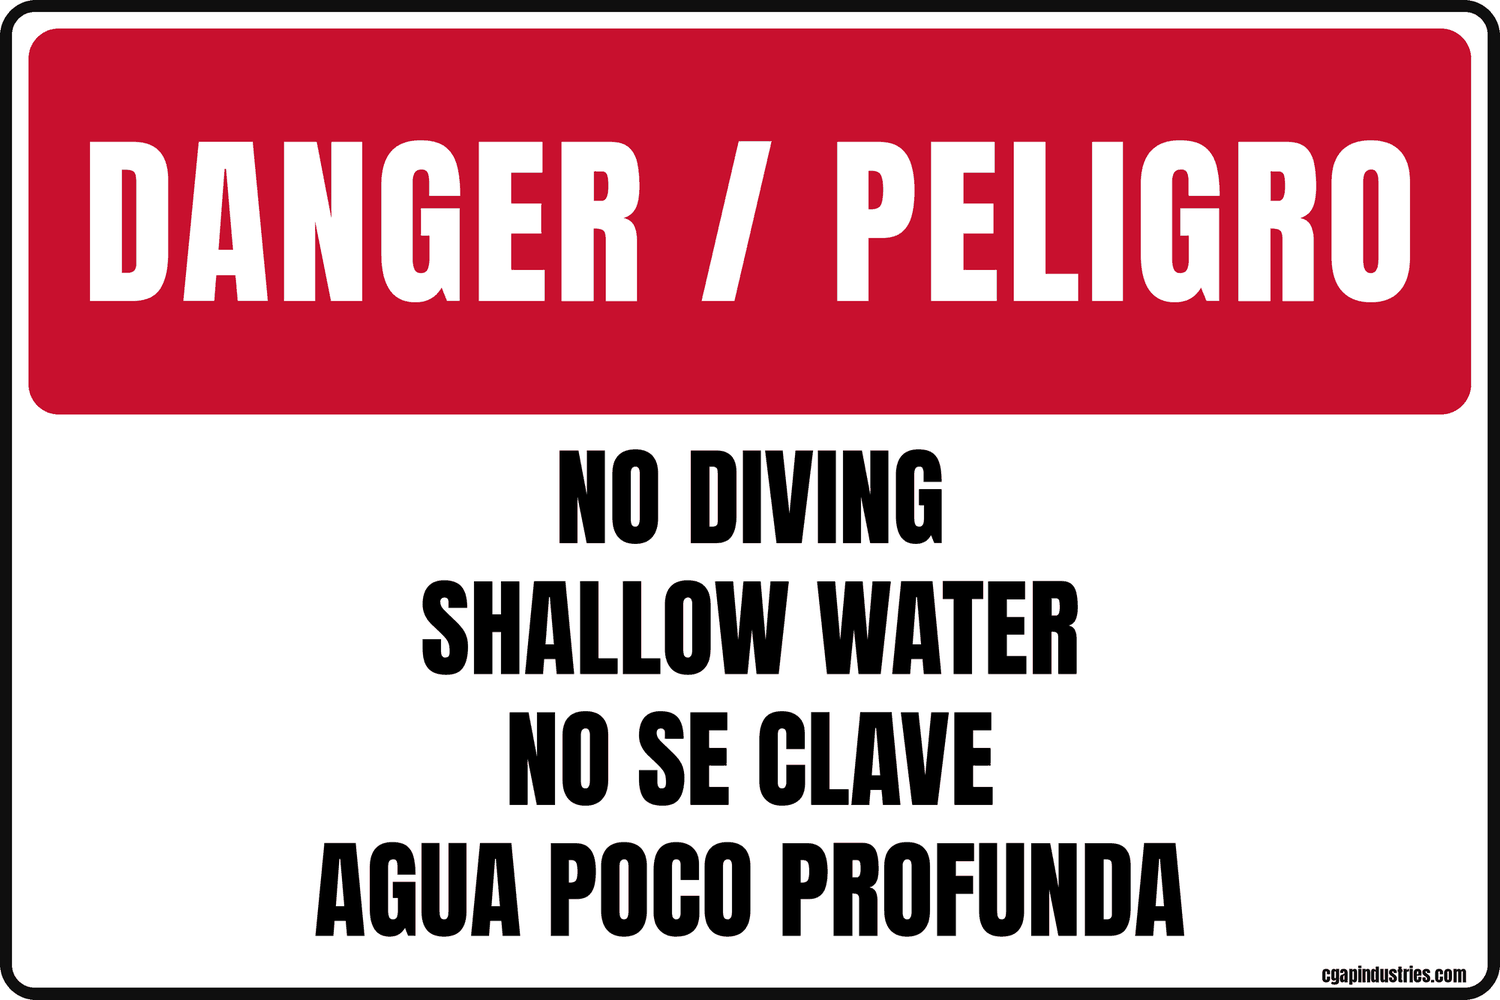 DANGER / PELIGRO
NO DIVING
SHALLOW WATER
NO SE CLAVE
AGUA POCO PROFUNDA
cgapindustries.com